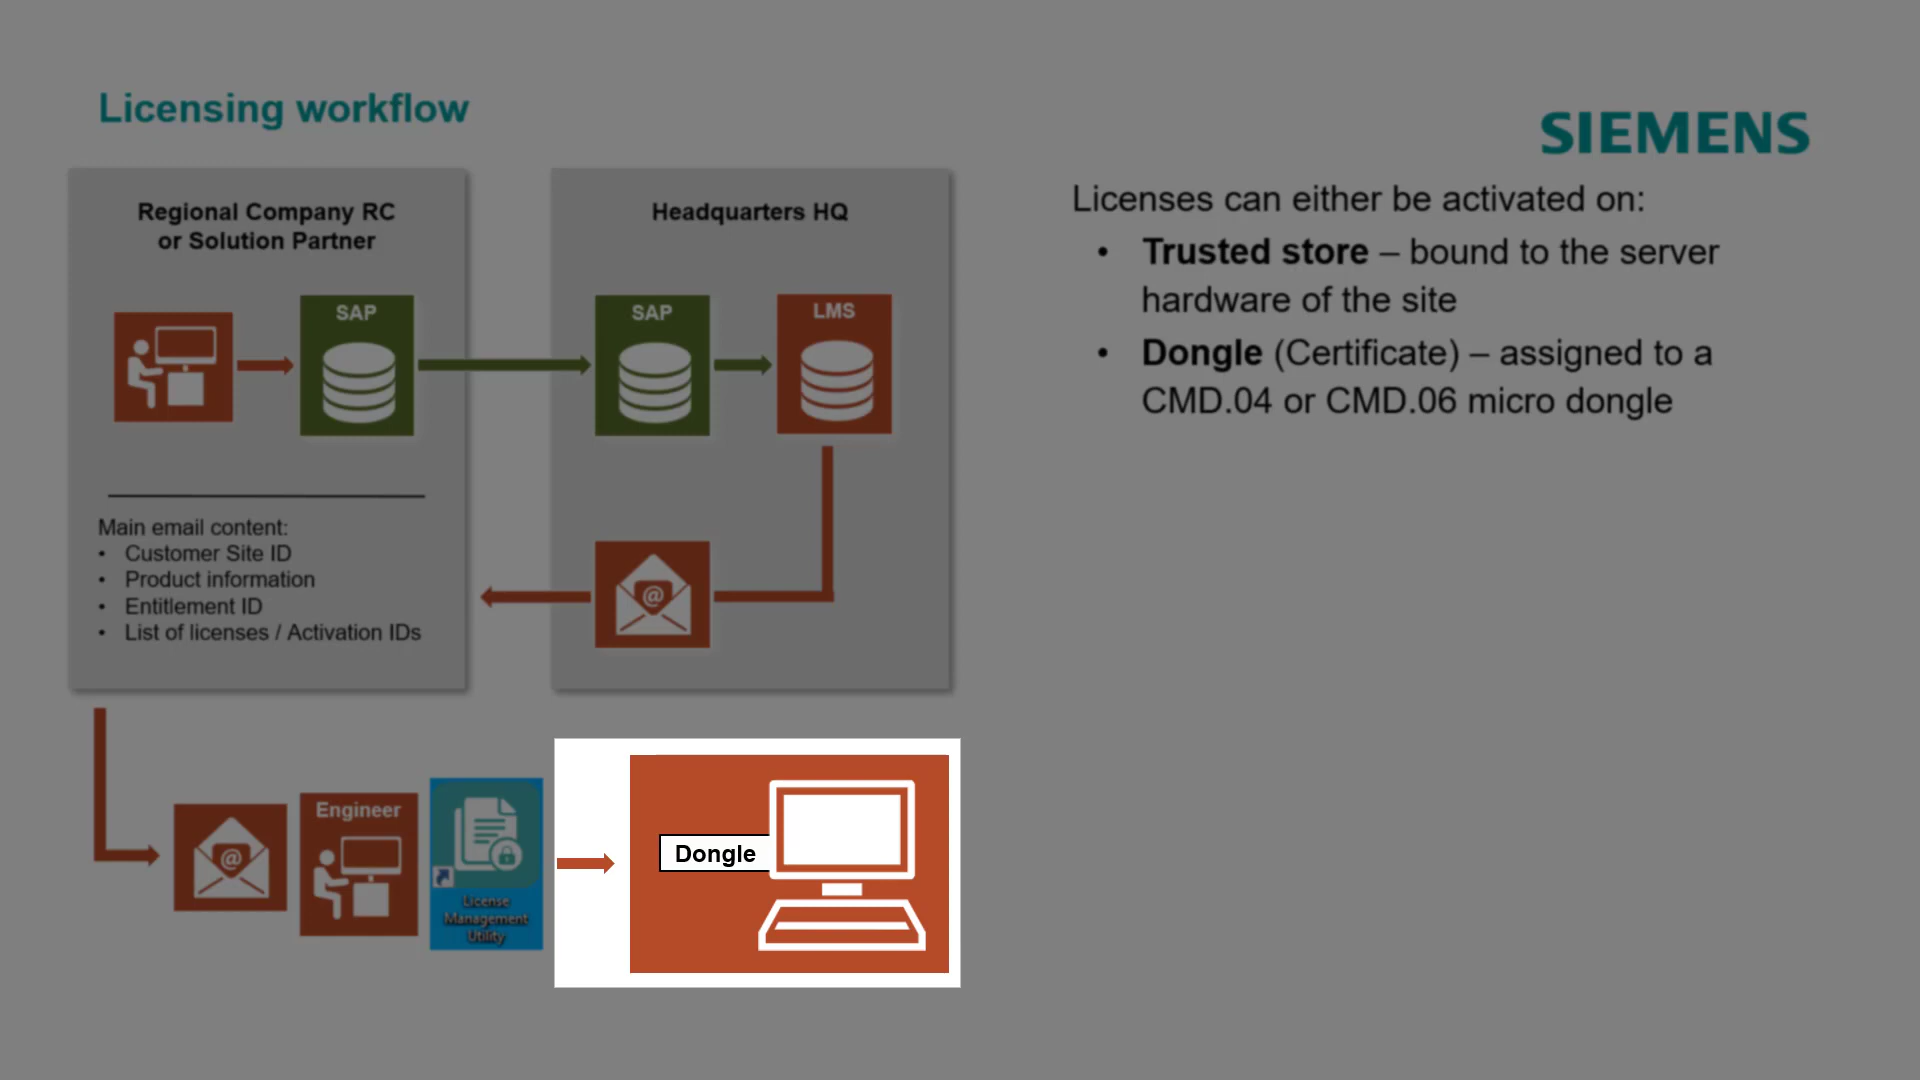 Licensing workflow
SIEMENS
Regional Company RC
or Solution Partner
SAP
Main email content:
• Customer Site ID
• Product information
• Entitlement ID
• List of licenses / Activation IDs
Headquarters HQ
SAP
LMS
@
Licenses can either be activated on:
• Trusted store – bound to the server
hardware of the site
• Dongle (Certificate) – assigned to a
CMD.04 or CMD.06 micro dongle
@
Engineer
License
Management
Utility
Dongle